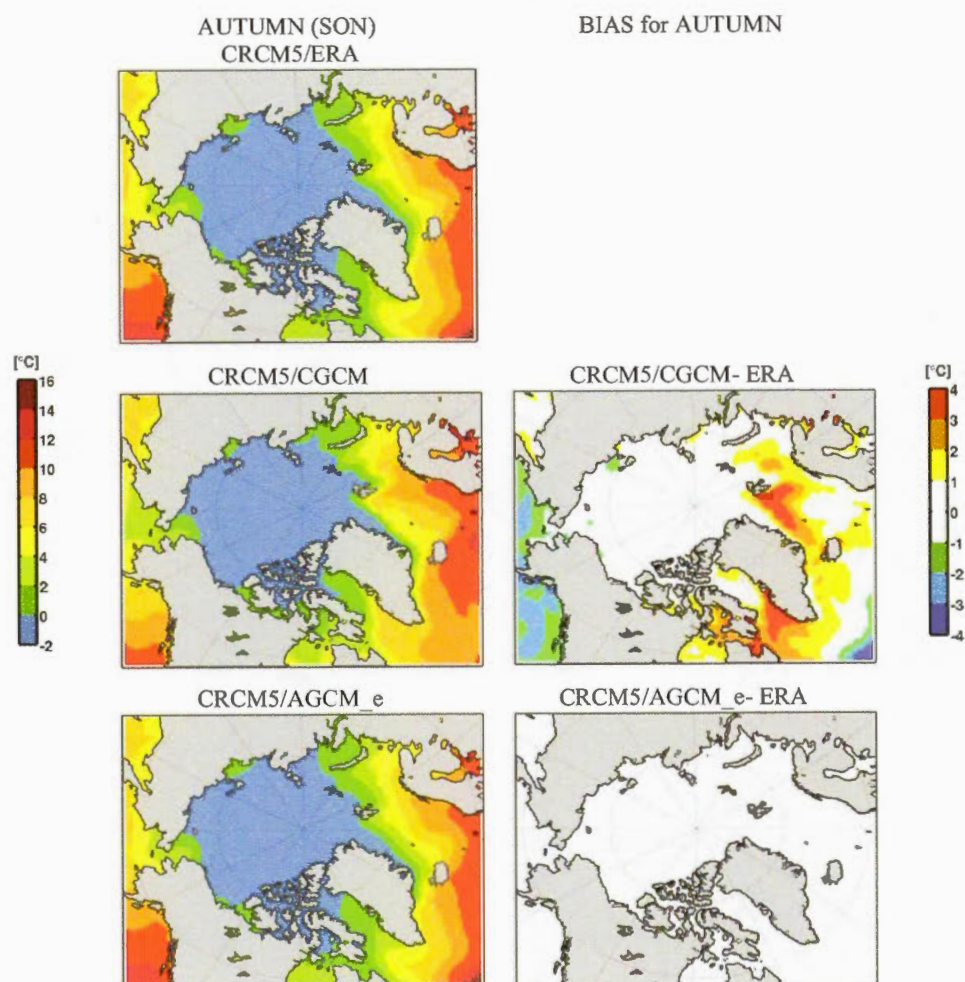 AUTUMN (SON)
CRCM5/ERA
BIAS for AUTUMN
CRCM5/CGCM
CRCM5/CGCM- ERA
[°C]
16
14
12
10
8
6
4
2
0
-2
[°C]
4
3
2
1
0
-1
-2
-3
-4
CRCM5/AGCM_e
CRCM5/AGCM_e- ERA